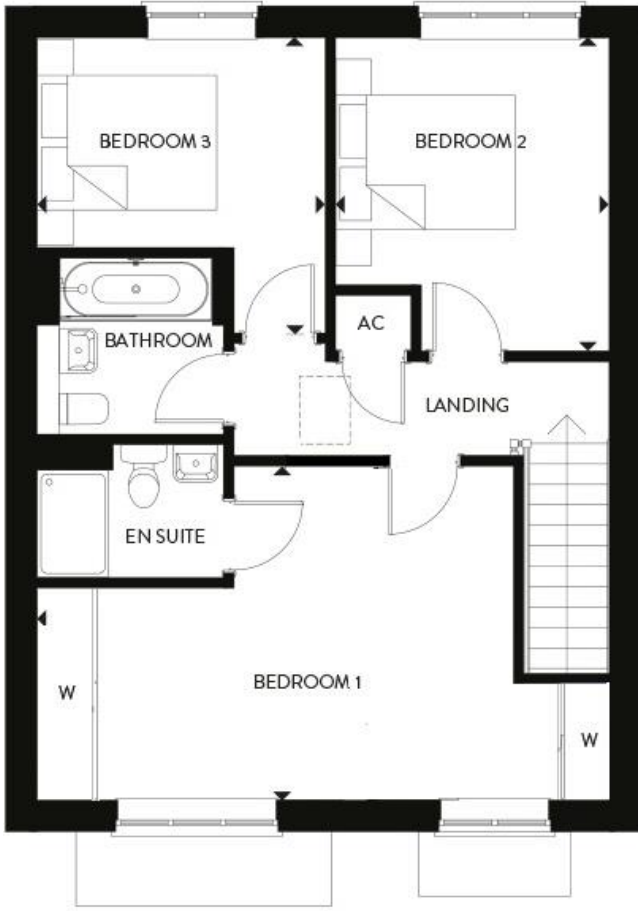 BEDROOM 3
BEDROOM 2
AC
BATHROOM
LANDING
EN SUITE
BEDROOM 1
W
W